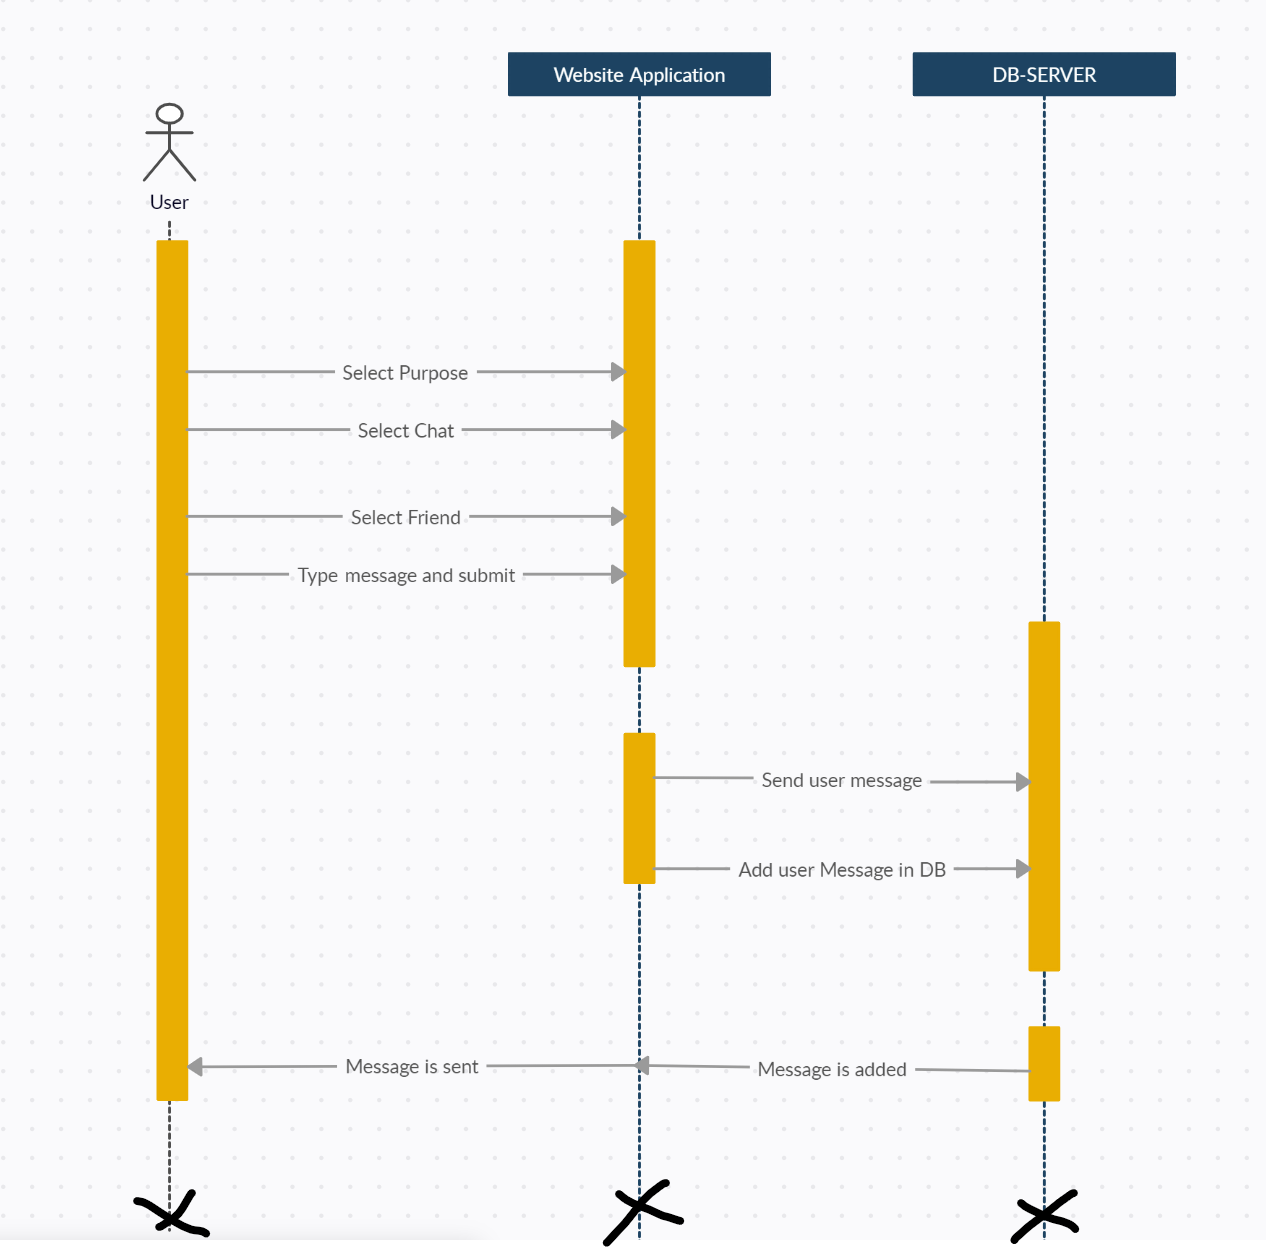 Website Application
DB-SERVER
User
Select Purpose
Select Chat
Select Friend
Type message and submit
Send user message
Add user Message in DB
Message is sent
Message is added